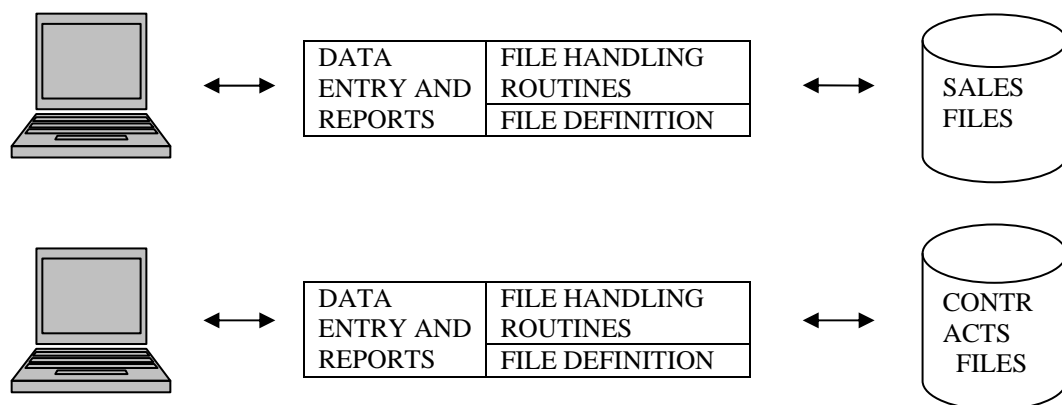 DATA
ENTRY AND
REPORTS
FILE HANDLING
ROUTINES
FILE DEFINITION
SALES
FILES
DATA
ENTRY AND
REPORTS
FILE HANDLING
ROUTINES
FILE DEFINITION
CONTR
ACTS
FILES